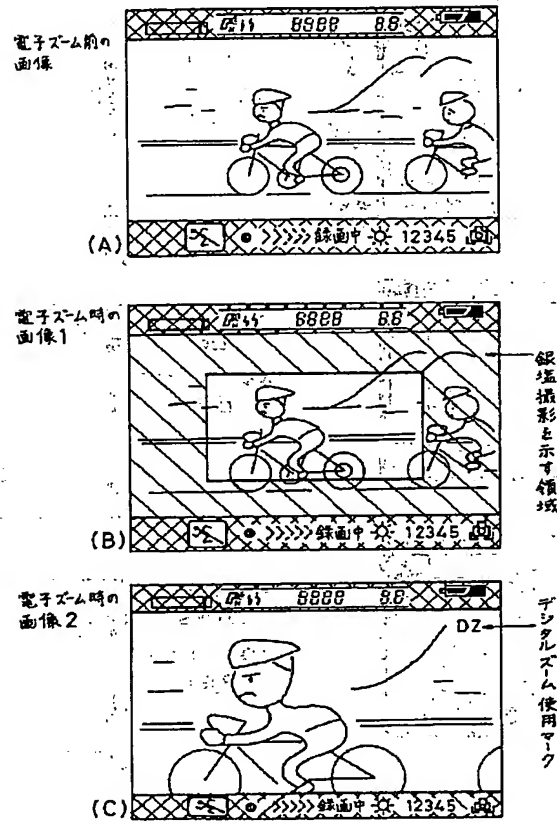 電子ズーム前の
画像
8888 8.8
(A)
録画中 12345
電子ズーム時の
画像1
8888 8.8
銀塩撮影を示す領域
(B)
録画中 12345
電子ズーム時の
画像2
8888 8.8
DZ
デジタルズーム使用マーク
(C)
録画中 12345